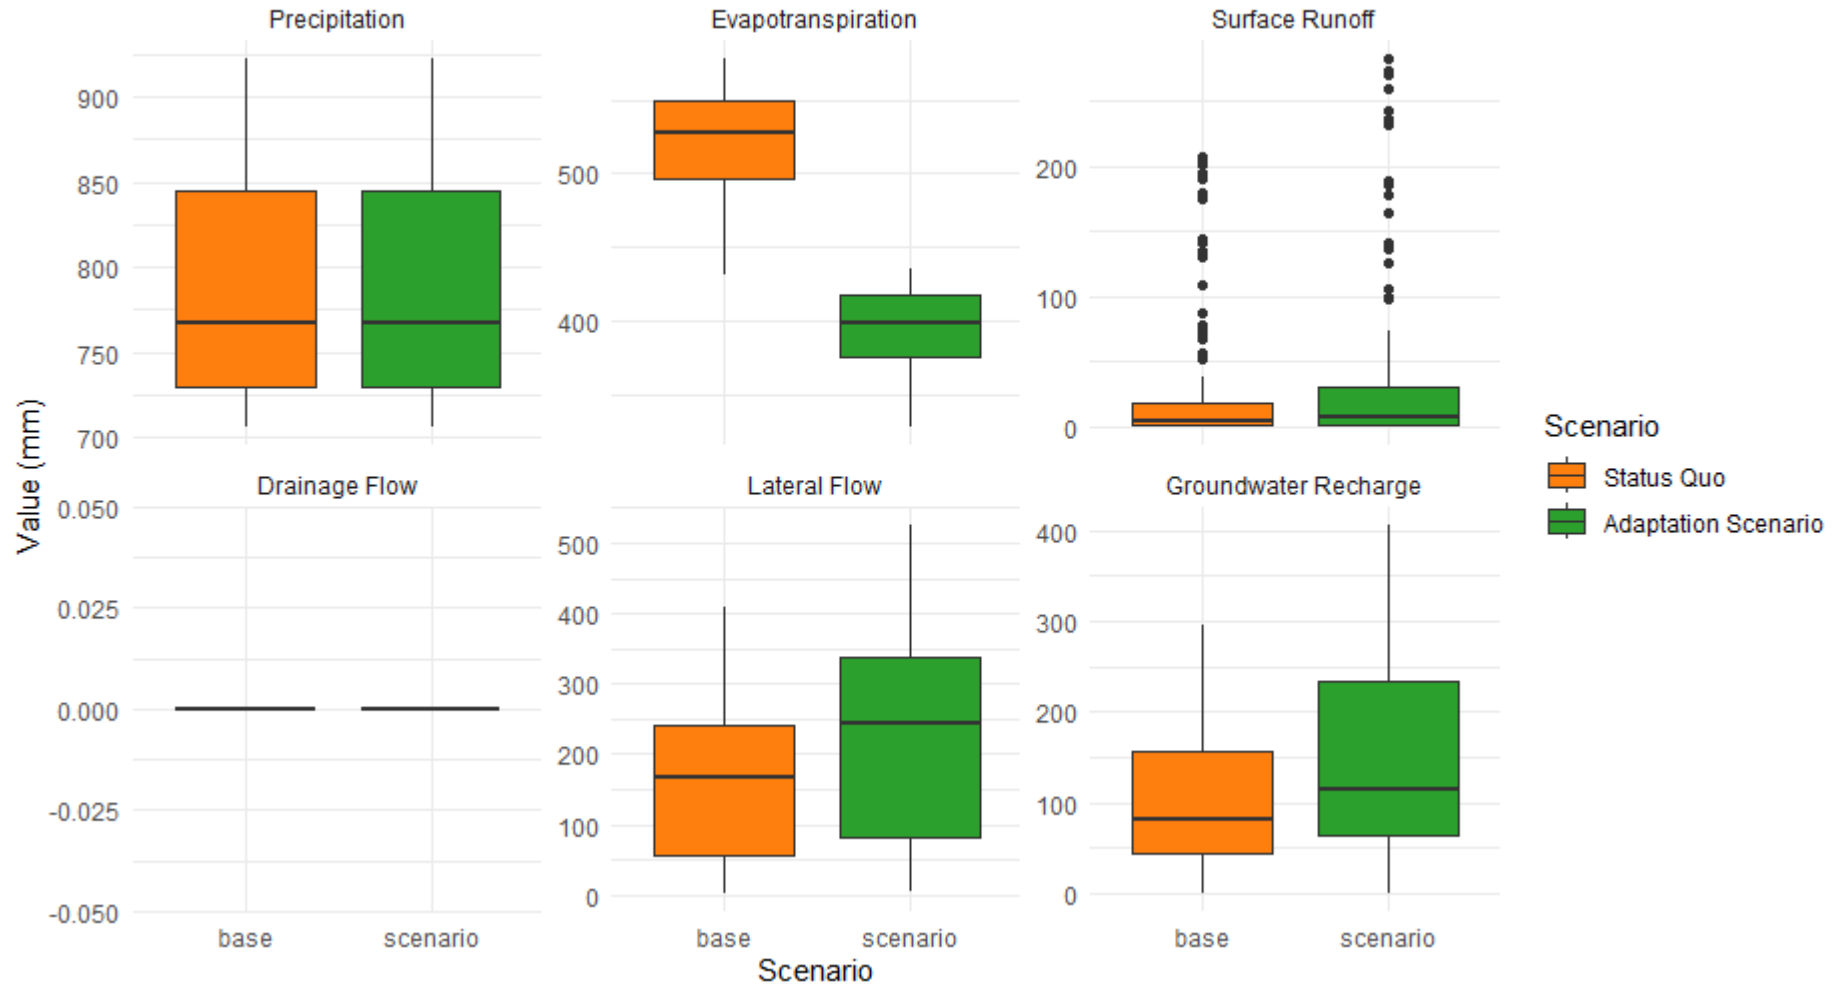 Precipitation
Evapotranspiration
Surface Runoff
900
850
800
750
700
500
400
200
100
0
Drainage Flow
Lateral Flow
Groundwater Recharge
0.050
0.025
0.000
-0.025
-0.050
500
400
300
200
100
0
400
300
200
100
0
base
scenario
base
scenario
base
scenario
Scenario
Value (mm)
Scenario
Status Quo
Adaptation Scenario